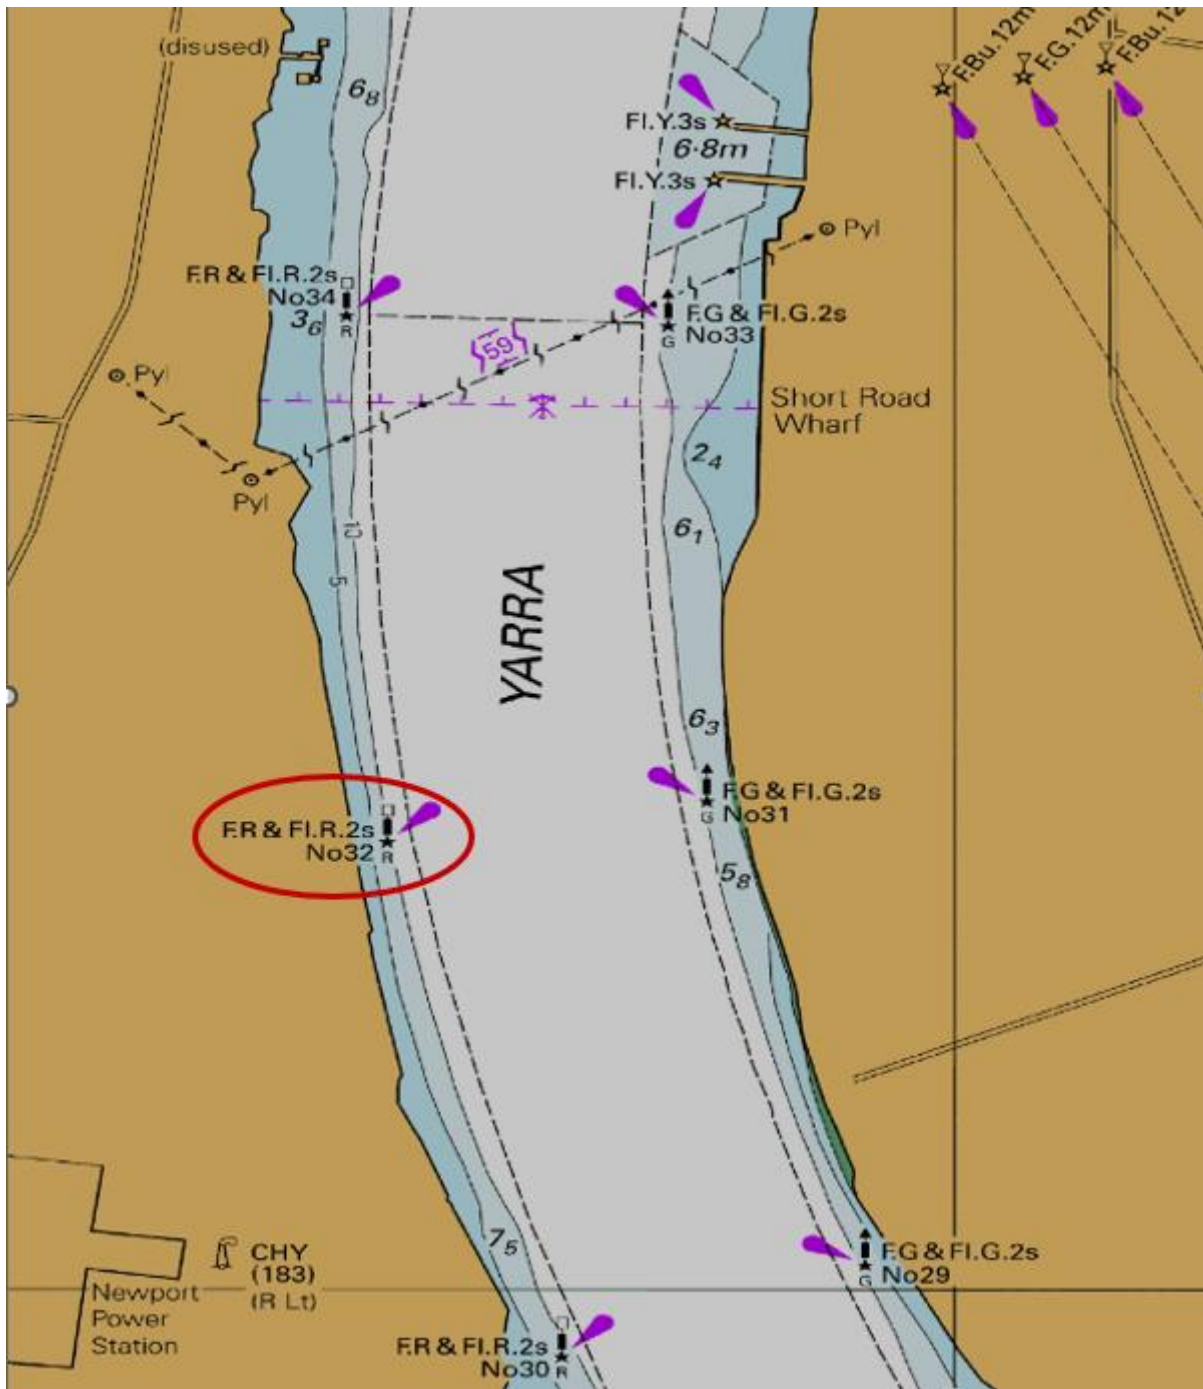 (disused)
F.Bu.12m
F.G.12m
F.Bu.12
6₈
Fl.Y.3s
6·8m
Fl.Y.3s
Pyl
F.R & Fl.R.2s
No34
R
3₆
F.G & Fl.G.2s
No33
G
59
Pyl
Short Road
Wharf
2₄
Pyl
10
6₁
5
YARRA
6₃
F.G & Fl.G.2s
No31
G
F.R & Fl.R.2s
No32
R
5₈
7₅
CHY
(183)
(R Lt)
F.G & Fl.G.2s
No29
G
Newport
Power
Station
F.R & Fl.R.2s
No30
R